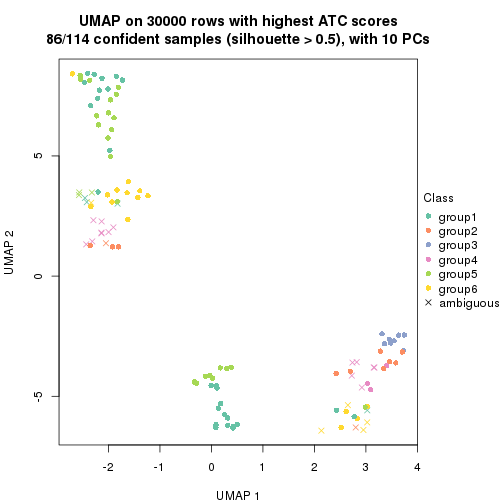 UMAP on 30000 rows with highest ATC scores
86/114 confident samples (silhouette > 0.5), with 10 PCs
UMAP 2
5
0
-5
-2
-1
0
1
2
3
4
UMAP 1
Class
group1
group2
group3
group4
group5
group6
ambiguous